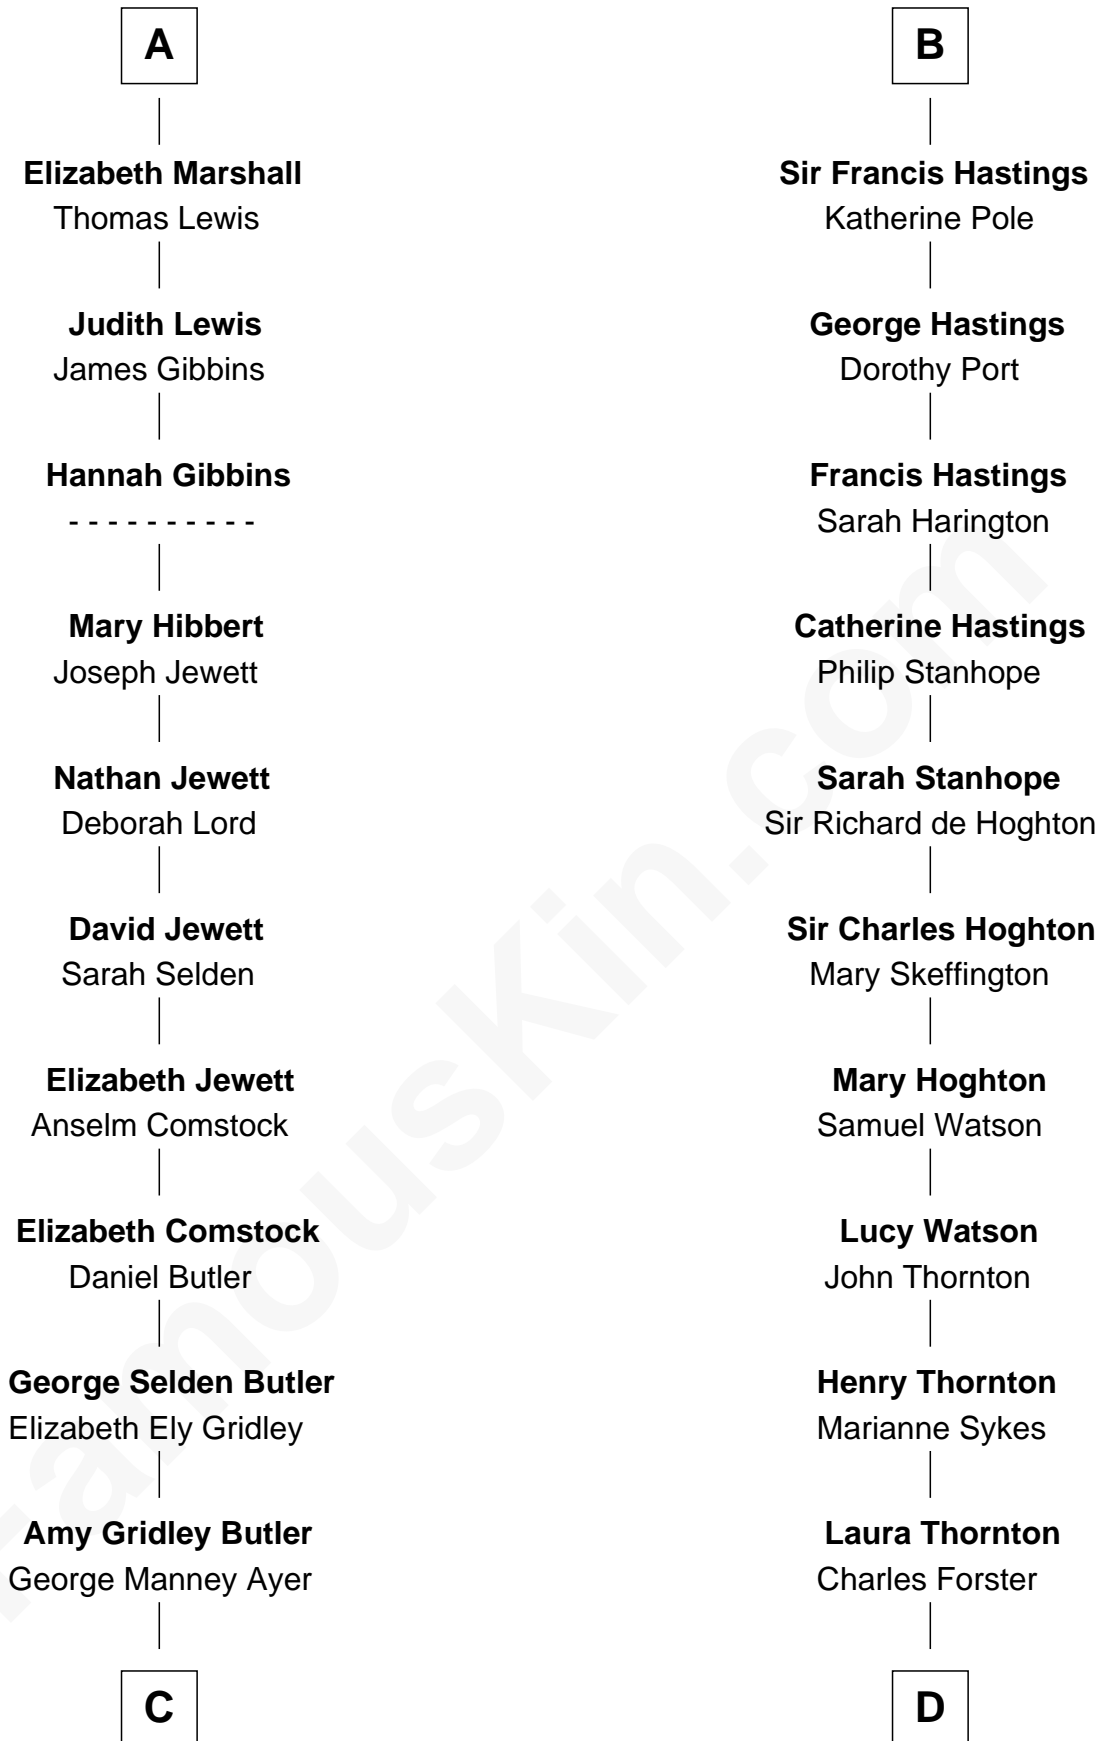 A
Elizabeth Marshall
Thomas Lewis
Judith Lewis
James Gibbins
Hannah Gibbins
- - - - - - - - - -
Mary Hibbert
Joseph Jewett
Nathan Jewett
Deborah Lord
David Jewett
Sarah Selden
Elizabeth Jewett
Anselm Comstock
Elizabeth Comstock
Daniel Butler
George Selden Butler
Elizabeth Ely Gridley
Amy Gridley Butler
George Manney Ayer
C
B
Sir Francis Hastings
Katherine Pole
George Hastings
Dorothy Port
Francis Hastings
Sarah Harington
Catherine Hastings
Philip Stanhope
Sarah Stanhope
Sir Richard de Hoghton
Sir Charles Hoghton
Mary Skeffington
Mary Hoghton
Samuel Watson
Lucy Watson
John Thornton
Henry Thornton
Marianne Sykes
Laura Thornton
Charles Forster
D
FamousKin.com